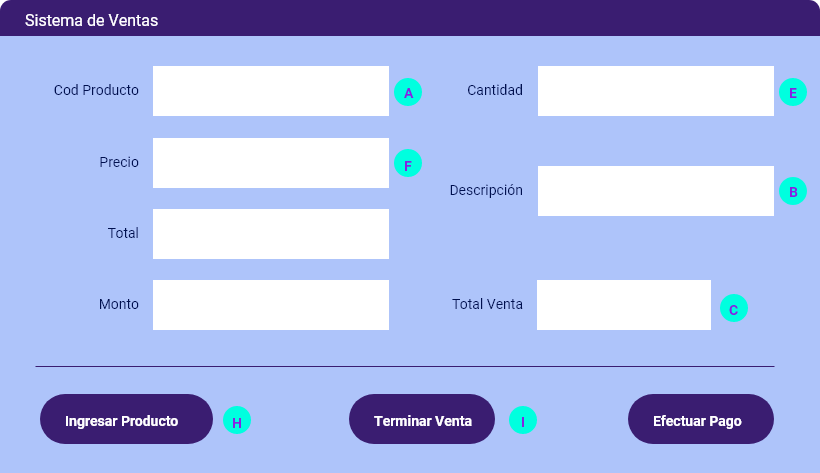 Sistema de Ventas
Cod Producto A Cantidad E
Precio F
Descripción B
Total
Monto Total Venta C
Ingresar Producto H Terminar Venta I Efectuar Pago